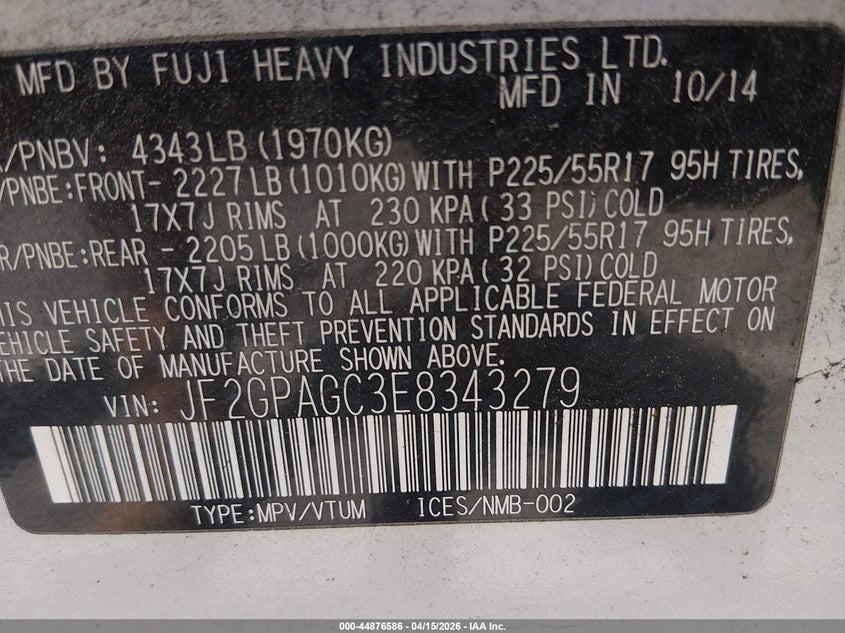 MFD BY FUJI HEAVY INDUSTRIES LTD.
MFD IN 10/14
/PNBV: 4343LB(1970KG)
/PNBE:FRONT- 2227LB(1010KG)WITH P225/55R17 95H TIRES,
17X7J RIMS AT 230 KPA( 33 PSI)COLD
R/PNBE:REAR - 2205LB(1000KG)WITH P225/55R17 95H TIRES,
17X7J RIMS AT 220 KPA( 32 PSI)COLD
HIS VEHICLE CONFORMS TO ALL APPLICABLE FEDERAL MOTOR
EHICLE SAFETY AND THEFT PREVENTION STANDARDS IN EFFECT ON
THE DATE OF MANUFACTURE SHOWN ABOVE.
VIN: JF2GPAGC3E8343279
TYPE:MPV/VTUM ICES/NMB-002
000-44876586 - 04/15/2026 - IAA Inc.